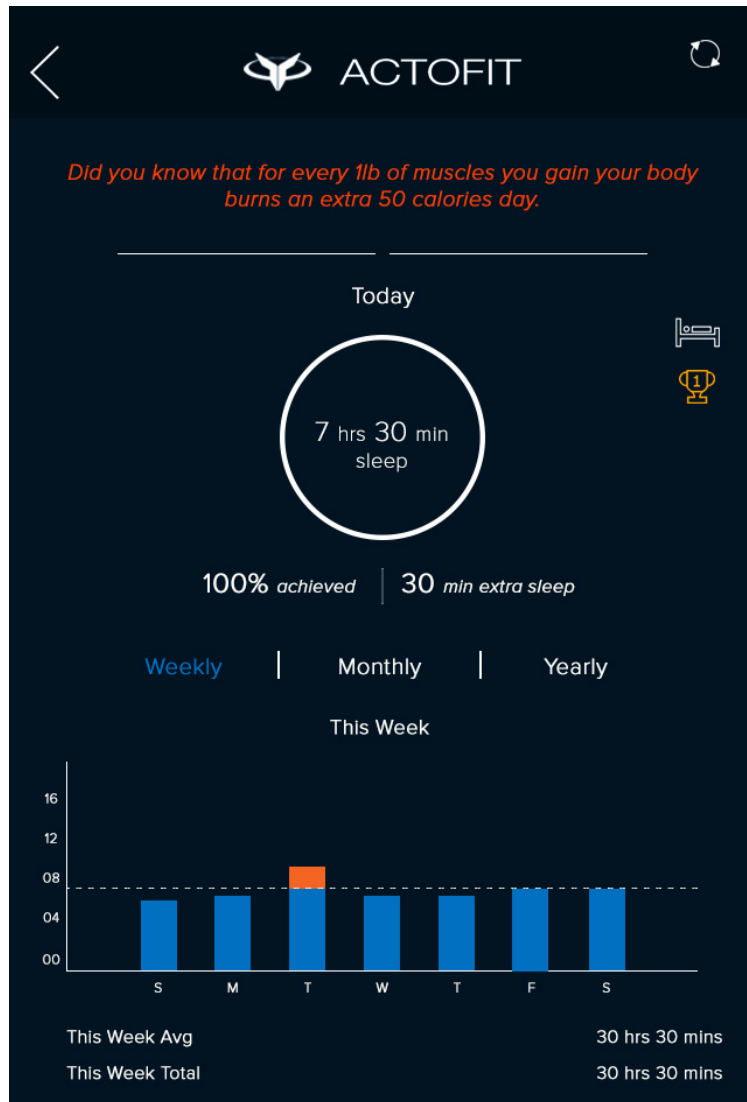 ACTOFIT
Did you know that for every 1lb of muscles you gain your body
burns an extra 50 calories day.
Today
7 hrs 30 min
sleep
1
100% achieved
30 min extra sleep
Weekly
Monthly
Yearly
This Week
16
12
08
04
00
S M T W T F S
This Week Avg 30 hrs 30 mins
This Week Total 30 hrs 30 mins